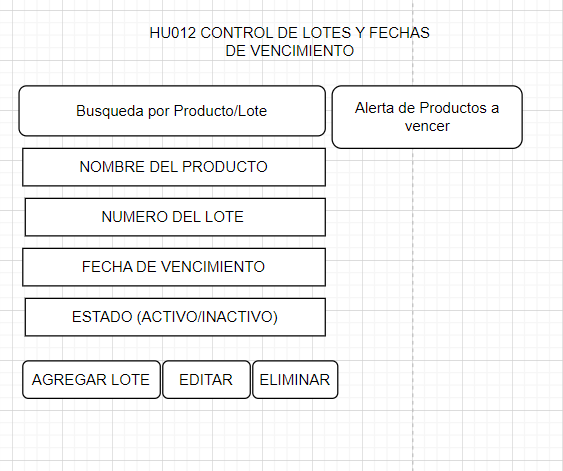 HU012 CONTROL DE LOTES Y FECHAS
DE VENCIMIENTO
Busqueda por Producto/Lote
Alerta de Productos a
vencer
NOMBRE DEL PRODUCTO
NUMERO DEL LOTE
FECHA DE VENCIMIENTO
ESTADO (ACTIVO/INACTIVO)
AGREGAR LOTE
EDITAR
ELIMINAR